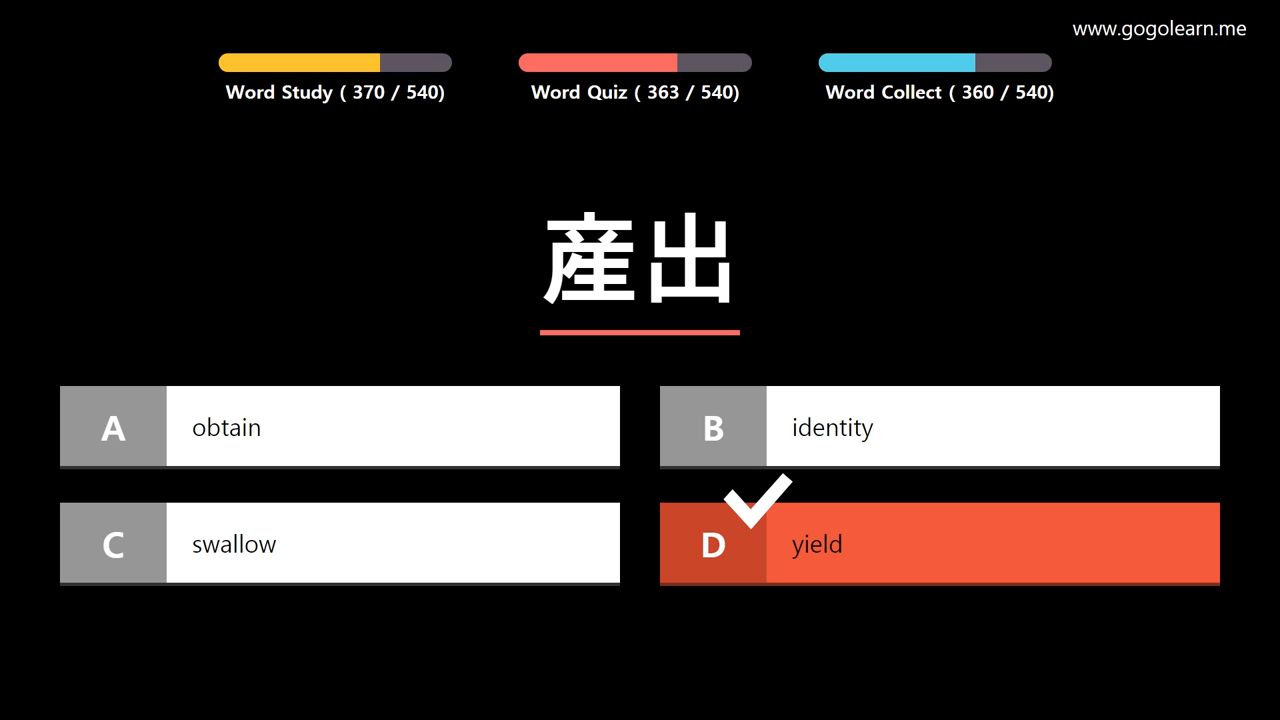 www.gogolearn.me
Word Study ( 370 / 540)
Word Quiz ( 363 / 540)
Word Collect ( 360 / 540)
産出
A obtain
B identity
C swallow
D yield